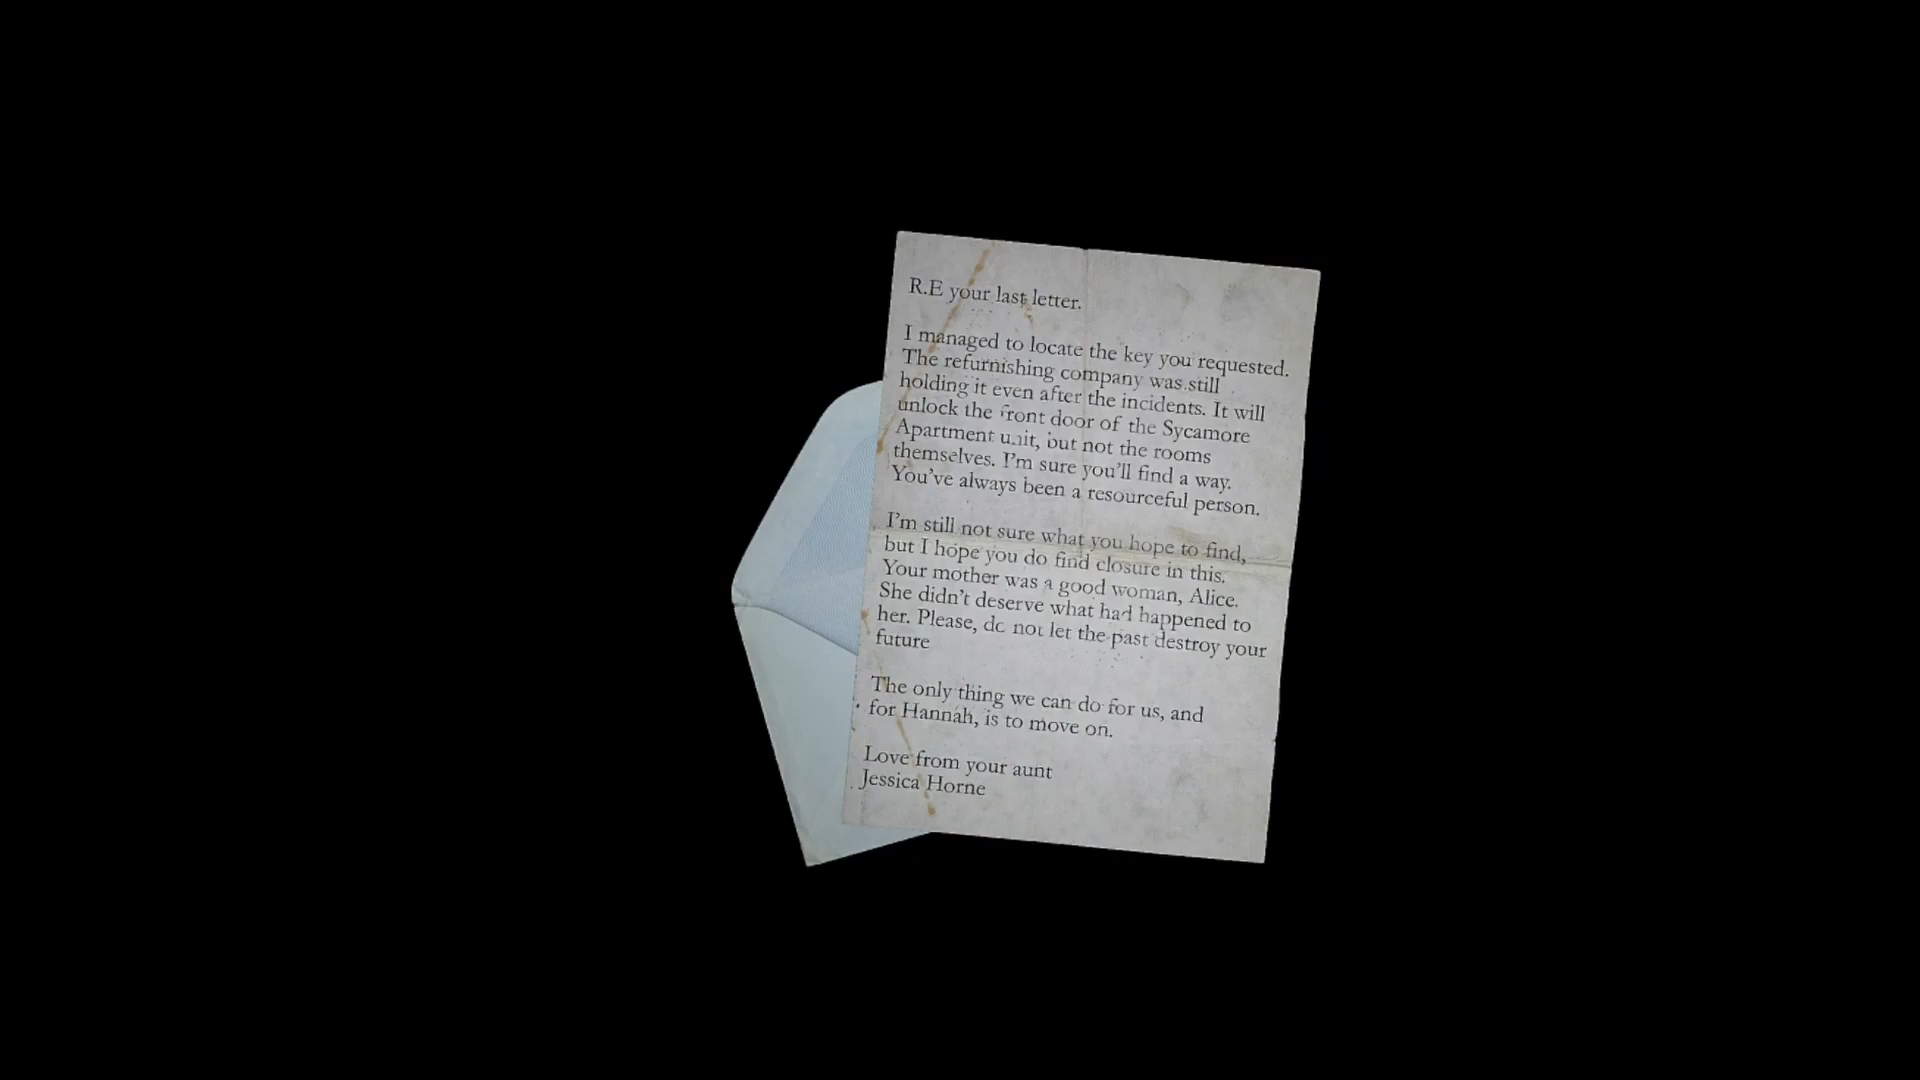 R.E your last letter.
I managed to locate the key you requested.
The refurnishing company was still
holding it even after the incidents. It will
unlock the front door of the Sycamore
Apartment unit, but not the rooms
themselves. I'm sure you'll find a way.
You've always been a resourceful person.
I'm still not sure what you hope to find,
but I hope you do find closure in this.
Your mother was a good woman, Alice.
She didn't deserve what had happened to
her. Please, do not let the past destroy your
future
The only thing we can do for us, and
for Hannah, is to move on.
Love from your aunt
Jessica Horne